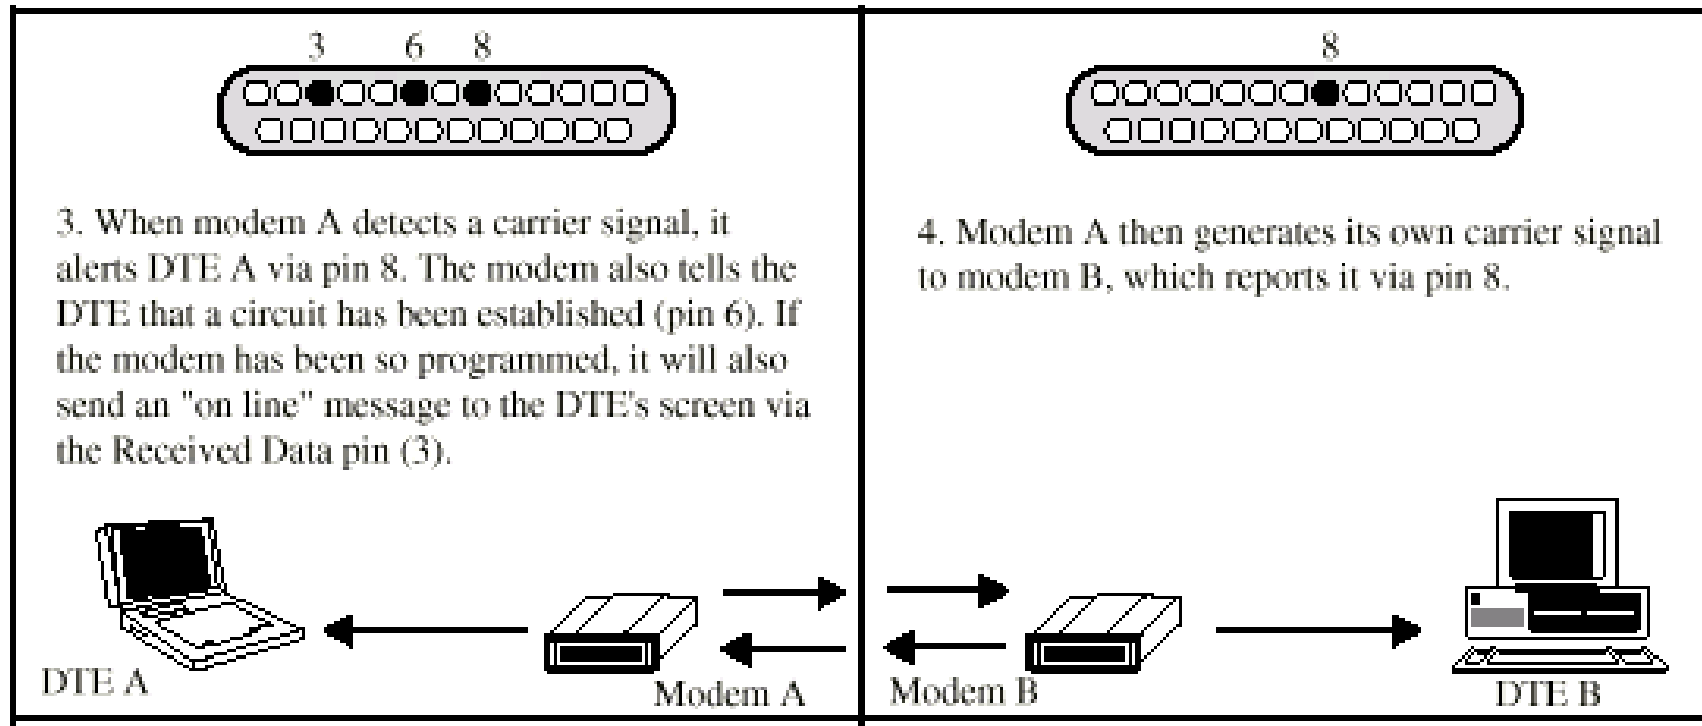 3 6 8
3. When modem A detects a carrier signal, it
alerts DTE A via pin 8. The modem also tells the
DTE that a circuit has been established (pin 6). If
the modem has been so programmed, it will also
send an "on line" message to the DTE's screen via
the Received Data pin (3).
DTE A
Modem A
8
4. Modem A then generates its own carrier signal
to modem B, which reports it via pin 8.
Modem B
DTE B